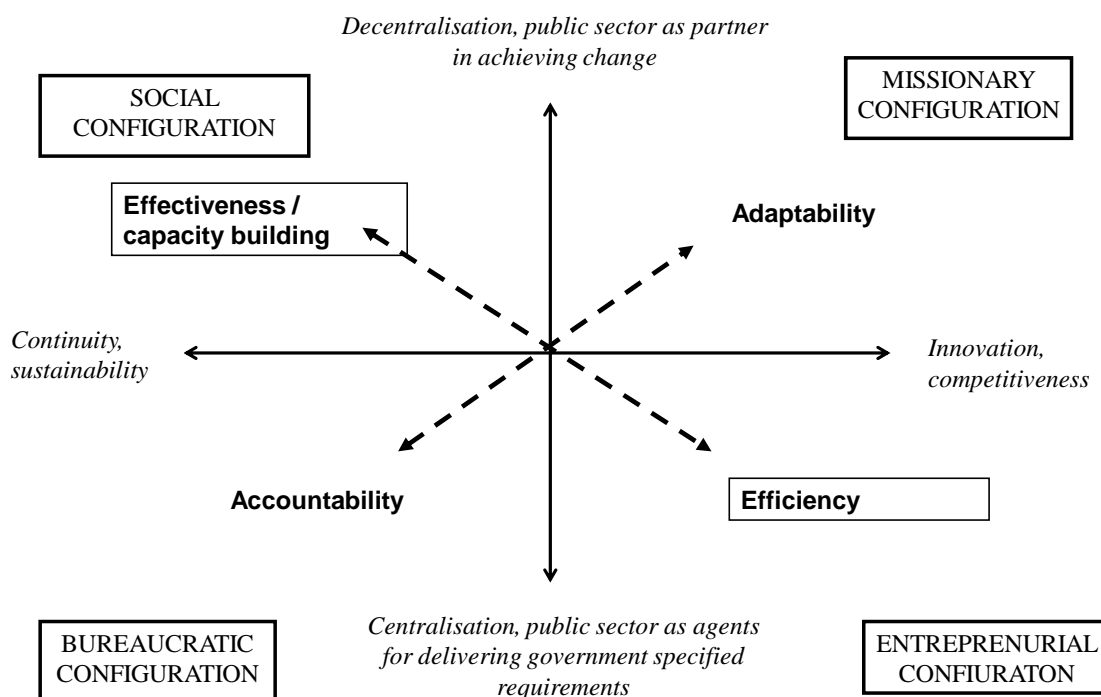 Decentralisation, public sector as partner
in achieving change
SOCIAL
CONFIGURATION
MISSIONARY
CONFIGURATION
Effectiveness /
capacity building
Adaptability
Continuity,
sustainability
Innovation,
competitiveness
Accountability
Efficiency
BUREAUCRATIC
CONFIGURATION
Centralisation, public sector as agents
for delivering government specified
requirements
ENTREPRENURIAL
CONFIURATON